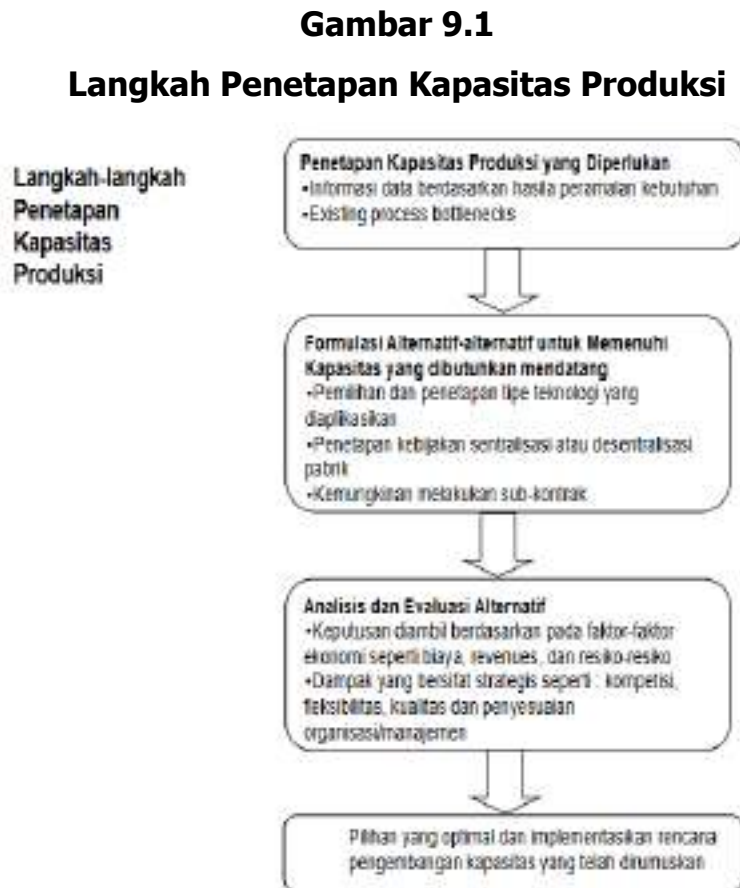 Gambar 9.1
Langkah Penetapan Kapasitas Produksi
Langkah-langkah
Penetapan
Kapasitas
Produksi
Penetapan Kapasitas Produksi yang Diperlukan
•Informasi data berdasarkan hasila peramalan kebutuhan
•Existing process bottlenecks
Formulasi Alternatif-alternatif untuk Memenuhi
Kapasitas yang dibutuhkan mendatang
•Pemilihan dan penetapan tipe teknologi yang
diaplikasikan
•Penetapan kebijakan sentralisasi atau desentralisasi
pabrik
•Kemungkinan melakukan sub-kontrak
Analisis dan Evaluasi Alternatif
•Keputusan diambil berdasarkan pada faktor-faktor
ekonomi seperti biaya, revenues, dan resiko-resiko
•Dampak yang bersifat strategis seperti : kompetisi,
fleksibilitas, kualitas dan penyesuaian
organisasi/manajemen
Pilihan yang optimal dan implementasikan rencana
pengembangan kapasitas yang telah dirumuskan